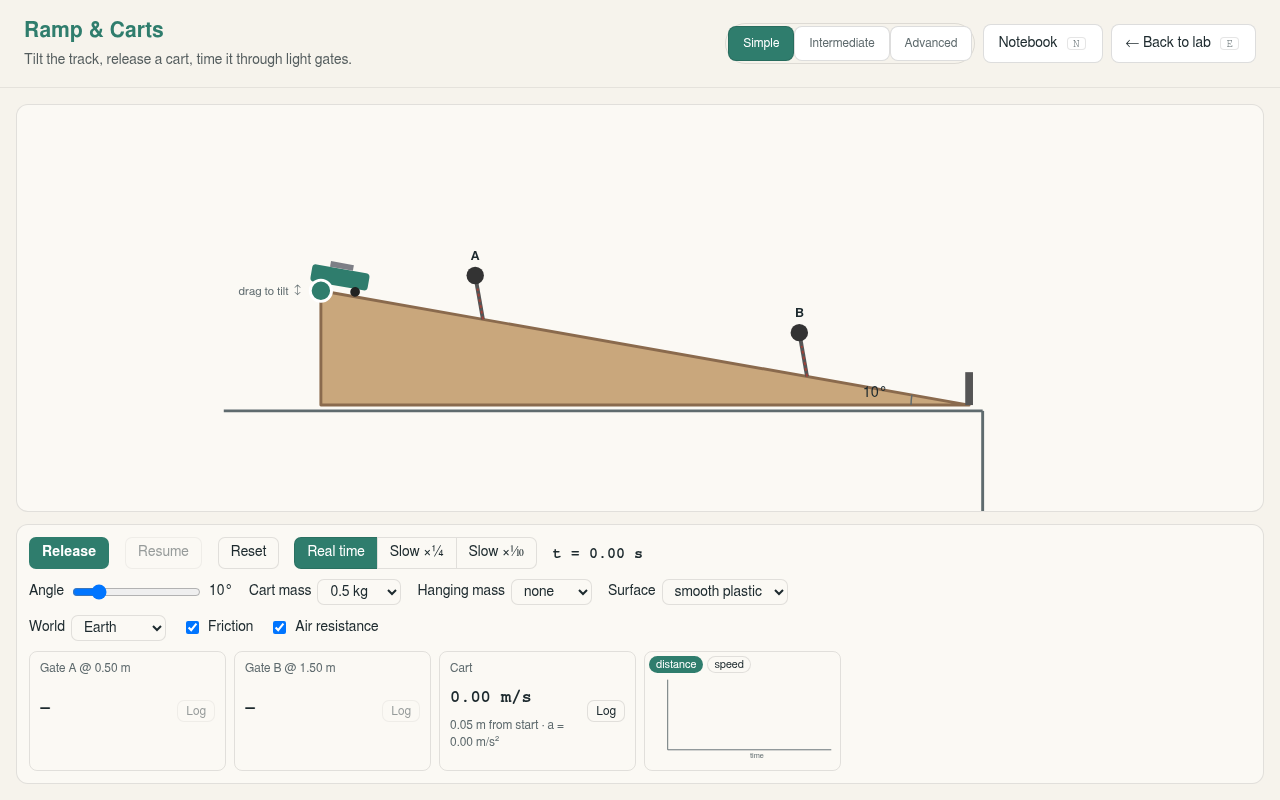 Ramp & Carts
Tilt the track, release a cart, time it through light gates.
Simple Intermediate Advanced
Notebook N
← Back to lab E
A
drag to tilt ↕
B
10°
Release Resume Reset Real time Slow ×¼ Slow ×⅒ t = 0.00 s
Angle 10° Cart mass 0.5 kg Hanging mass none Surface smooth plastic
World Earth Friction Air resistance
Gate A @ 0.50 m
– Log
Gate B @ 1.50 m
– Log
Cart
0.00 m/s
0.05 m from start · a =
0.00 m/s²
Log
distance speed
time